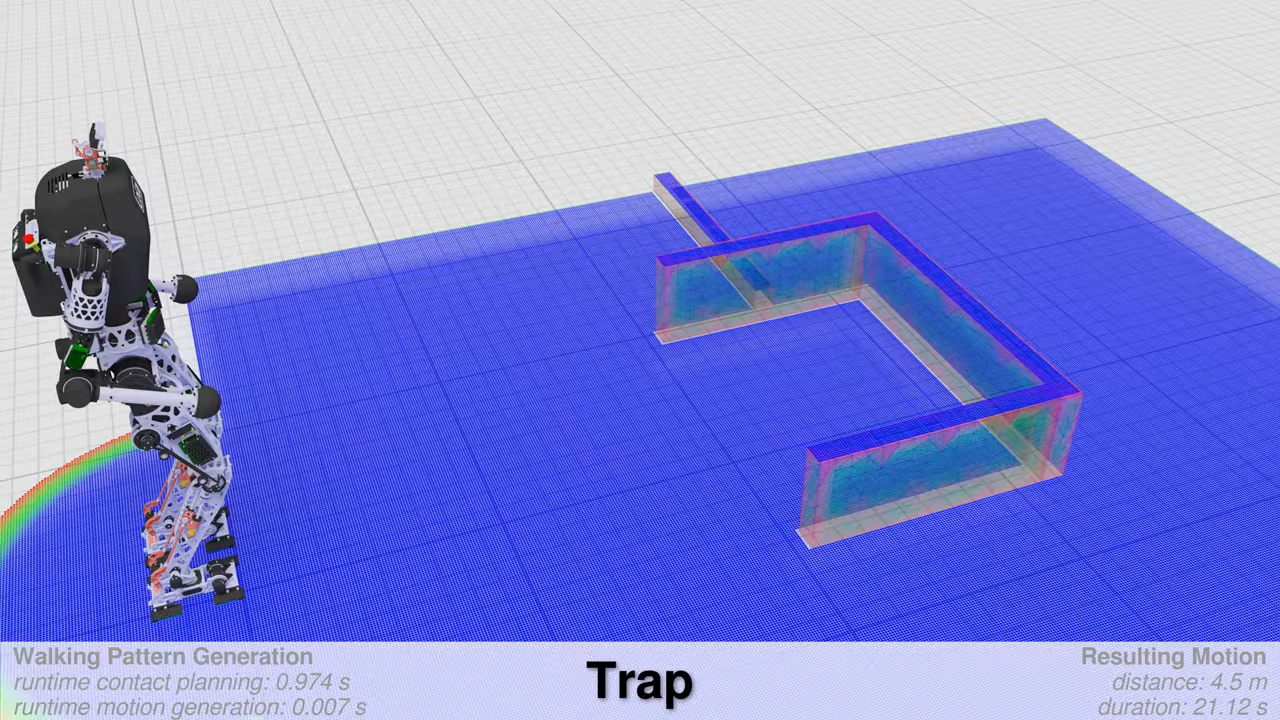 Walking Pattern Generation
runtime contact planning: 0.974 s
runtime motion generation: 0.007 s
Trap
Resulting Motion
distance: 4.5 m
duration: 21.12 s